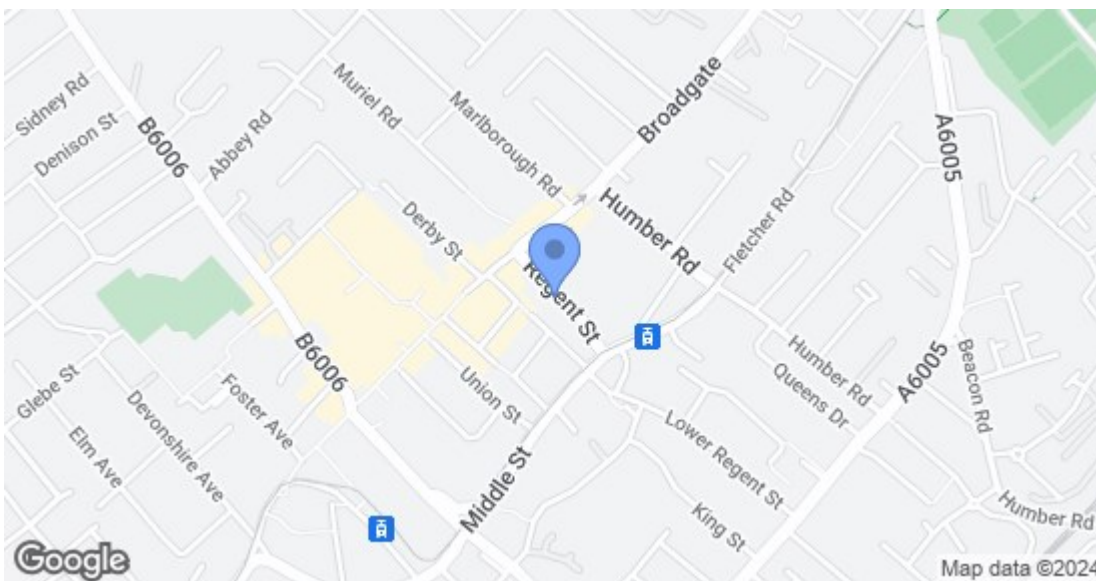 Sidney Rd
Denison St
B6006
Abbey Rd
Muriel Rd
Marlborough Rd
Broadgate
A6005
Derby St
Humber Rd
Fletcher Rd
Regent St
B6006
Glebe St
Elm Ave
Devonshire Ave
Foster Ave
Union St
Middle St
Humber Rd
Queens Dr
A6005
Beacon Rd
Lower Regent St
King St
Humber Rd
Google
Map data ©2024